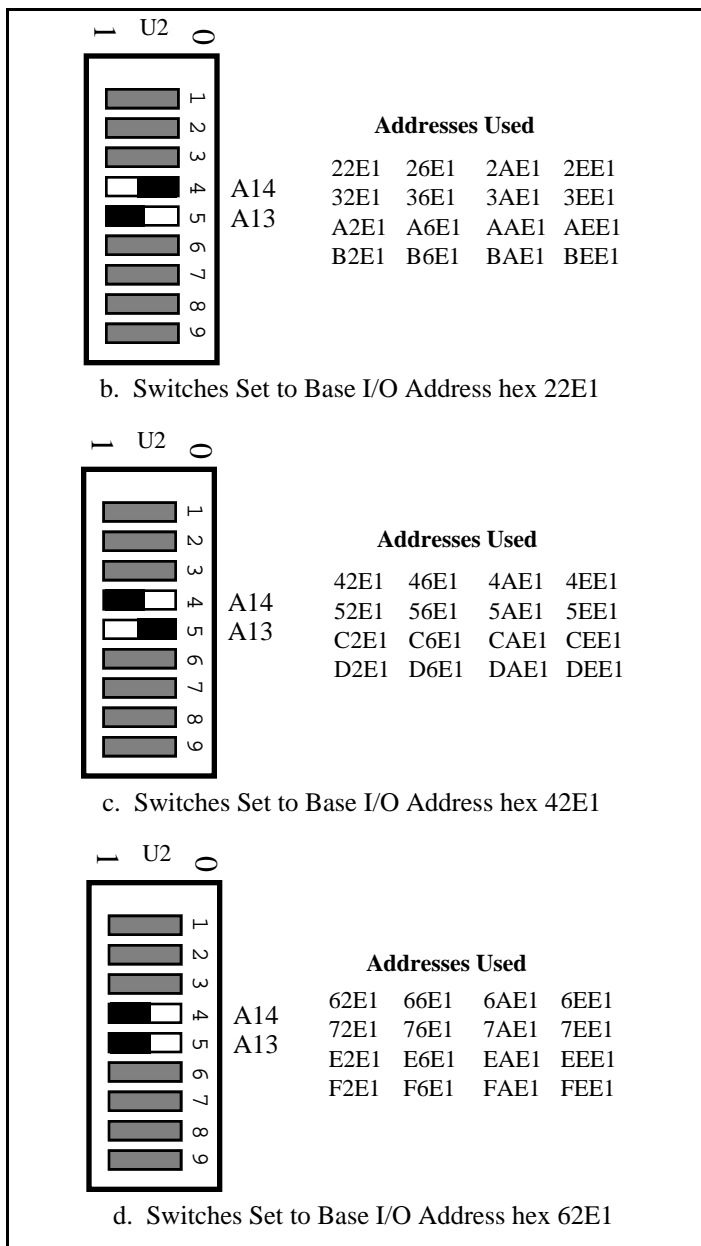 1 U2 0
1
2
3
4 A14
5 A13
6
7
8
9
Addresses Used
22E1 26E1 2AE1 2EE1
32E1 36E1 3AE1 3EE1
A2E1 A6E1 AAE1 AEE1
B2E1 B6E1 BAE1 BEE1
b. Switches Set to Base I/O Address hex 22E1
1 U2 0
1
2
3
4 A14
5 A13
6
7
8
9
Addresses Used
42E1 46E1 4AE1 4EE1
52E1 56E1 5AE1 5EE1
C2E1 C6E1 CAE1 CEE1
D2E1 D6E1 DAE1 DEE1
c. Switches Set to Base I/O Address hex 42E1
1 U2 0
1
2
3
4 A14
5 A13
6
7
8
9
Addresses Used
62E1 66E1 6AE1 6EE1
72E1 76E1 7AE1 7EE1
E2E1 E6E1 EAE1 EEE1
F2E1 F6E1 FAE1 FEE1
d. Switches Set to Base I/O Address hex 62E1